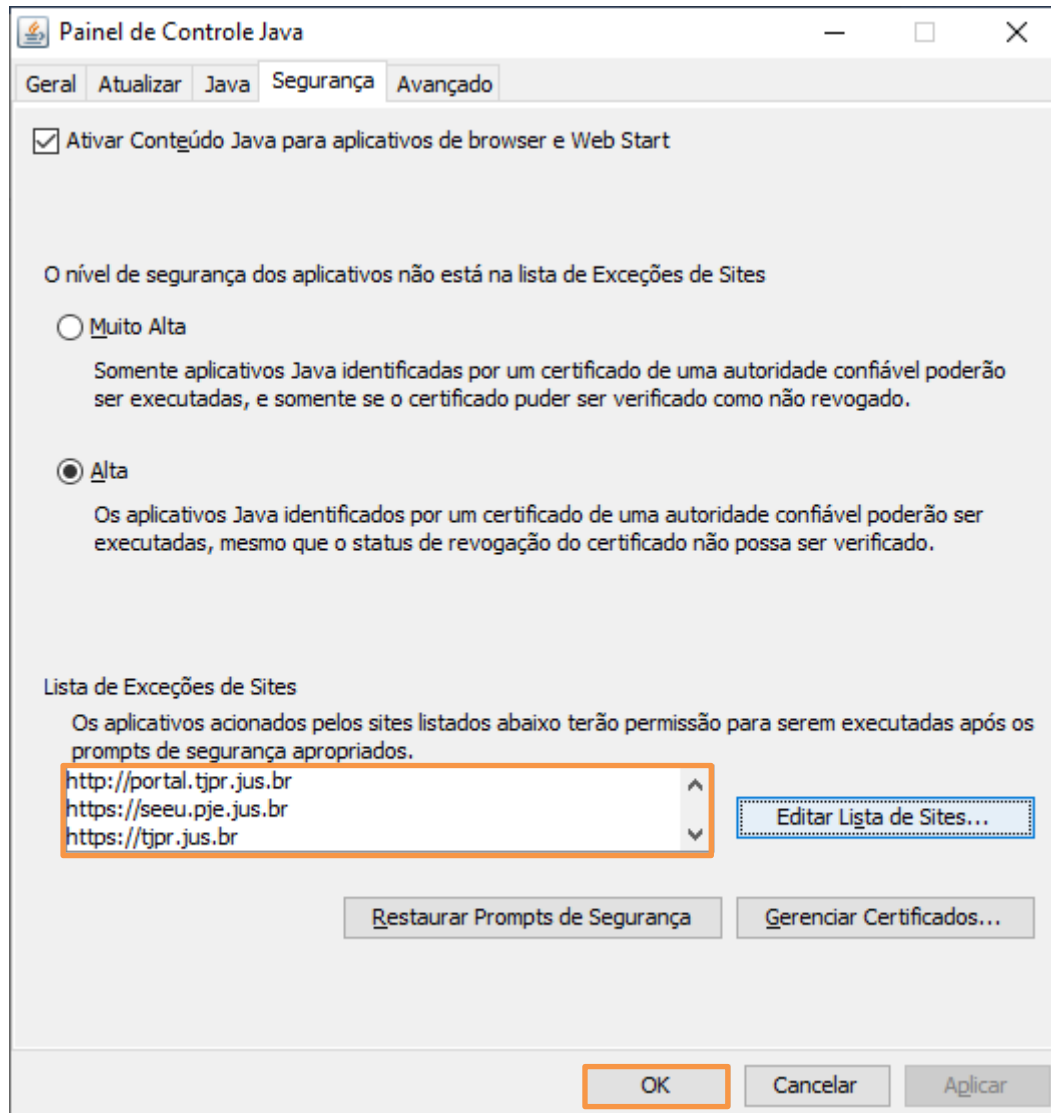 Painel de Controle Java
Geral Atualizar Java Segurança Avançado
Ativar Conteúdo Java para aplicativos de browser e Web Start
O nível de segurança dos aplicativos não está na lista de Exceções de Sites
Muito Alta
Somente aplicativos Java identificadas por um certificado de uma autoridade confiável poderão
ser executadas, e somente se o certificado puder ser verificado como não revogado.
Alta
Os aplicativos Java identificados por um certificado de uma autoridade confiável poderão ser
executadas, mesmo que o status de revogação do certificado não possa ser verificado.
Lista de Exceções de Sites
Os aplicativos acionados pelos sites listados abaixo terão permissão para serem executadas após os
prompts de segurança apropriados.
http://portal.tjpr.jus.br
https://seeu.pje.jus.br
https://tjpr.jus.br
Editar Lista de Sites...
Restaurar Prompts de Segurança Gerenciar Certificados...
OK Cancelar Aplicar